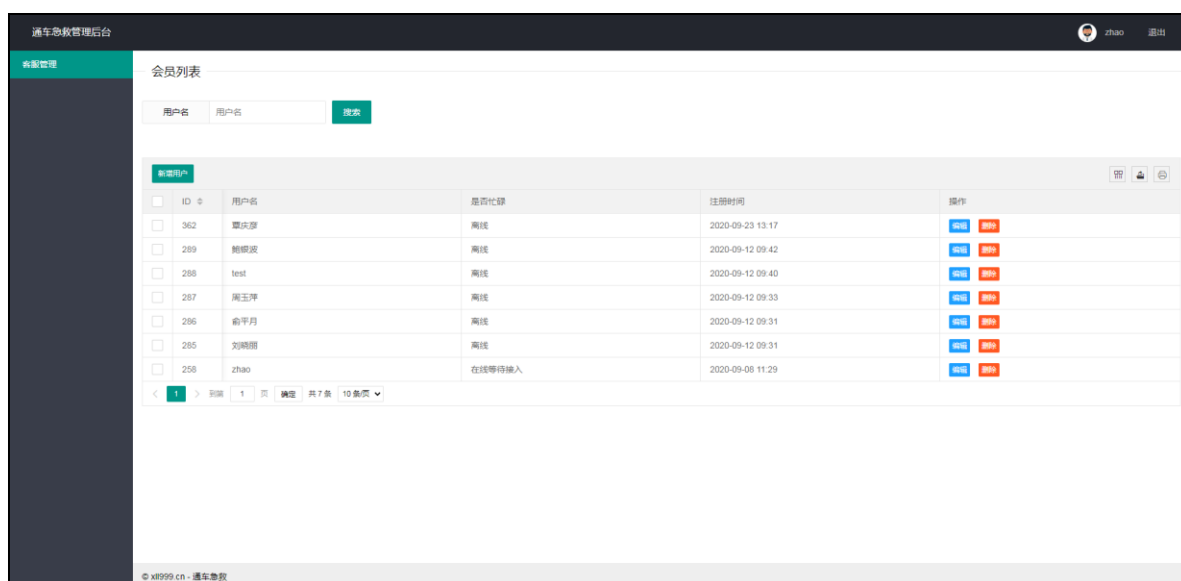 通车急救管理后台 zhao 退出
客服管理
会员列表
用户名 用户名 搜索
新增用户
ID 用户名 是否忙碌 注册时间 操作
362 覃庆彦 离线 2020-09-23 13:17 编辑 删除
289 鲍银波 离线 2020-09-12 09:42 编辑 删除
288 test 离线 2020-09-12 09:40 编辑 删除
287 周玉萍 离线 2020-09-12 09:33 编辑 删除
286 俞平月 离线 2020-09-12 09:31 编辑 删除
285 刘晓丽 离线 2020-09-12 09:31 编辑 删除
258 zhao 在线等待接入 2020-09-08 11:29 编辑 删除
1 到第 1 页 确定 共 7 条 10 条/页
© xll999.cn - 通车急救